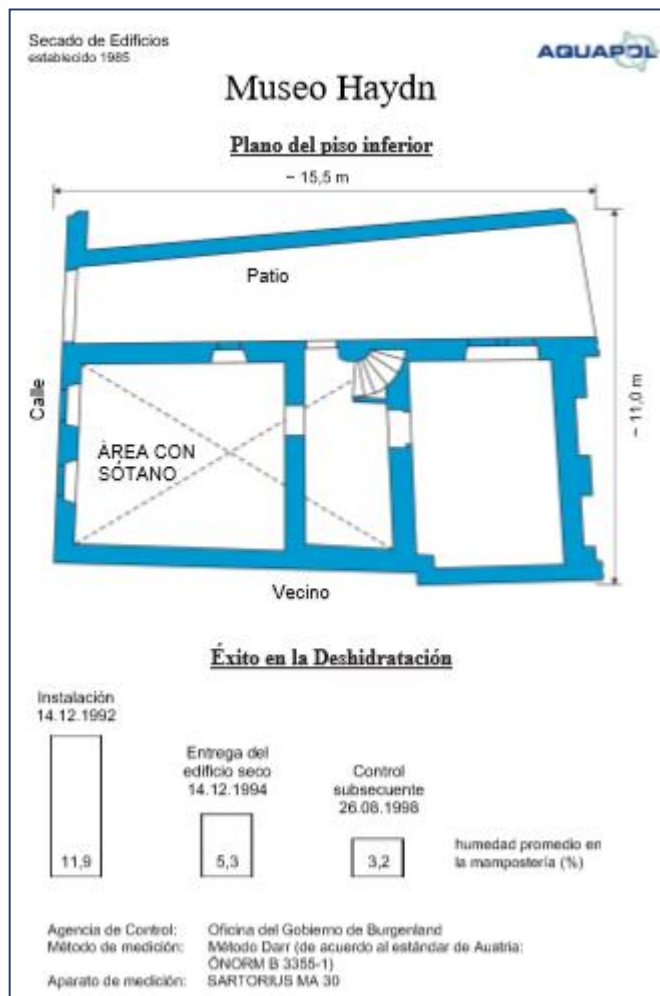 Secado de Edificios
establecido 1985
AQUAPOL
Museo Haydn
Plano del piso inferior
~ 15,5 m
Patio
Calle
~ 11,0 m
ÁREA CON
SÓTANO
Vecino
Éxito en la Deshidratación
Instalación
14.12.1992
Entrega del
edificio seco
14.12.1994
Control
subsecuente
26.08.1998
11,9
5,3
3,2
humedad promedio en
la mampostería (%)
Agencia de Control: Oficina del Gobierno de Burgenland
Método de medición: Método Darr (de acuerdo al estándar de Austria:
ÖNORM B 3355-1)
Aparato de medición: SARTORIUS MA 30